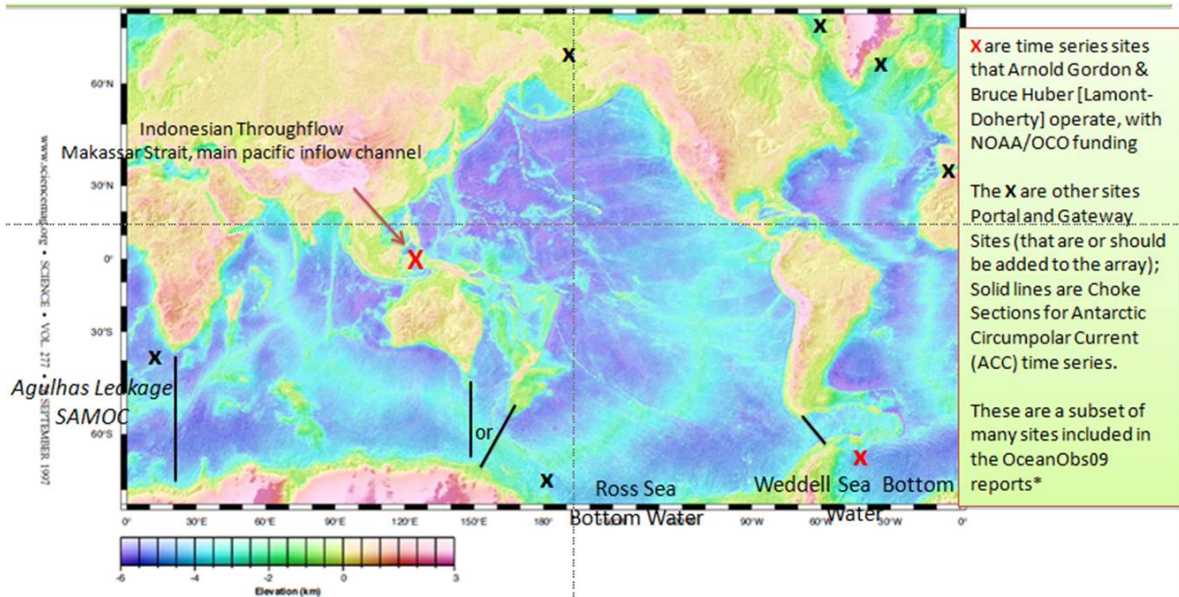 Indonesian Throughflow
Makassar Strait, main pacific inflow channel
X
X
X
X
X
X
X
X
60°N
30°N
0°
30°S
60°S
www.sciencemag.org • SCIENCE • VOL. 277 • 26 SEPTEMBER 1997
Agulhas Leakage
SAMOC
or
Ross Sea
Bottom Water
Weddell Sea Bottom
Water
0° 30°E 60°E 90°E 120°E 150°E 180° 90°W 60°W 30°W 0°
-6 -4 -2 0 3
Elevation (km)
X are time series sites
that Arnold Gordon &
Bruce Huber [Lamont-
Doherty] operate, with
NOAA/OCO funding
The X are other sites
Portal and Gateway
Sites (that are or should
be added to the array);
Solid lines are Choke
Sections for Antarctic
Circumpolar Current
(ACC) time series.
These are a subset of
many sites included in
the OceanObs09
reports*